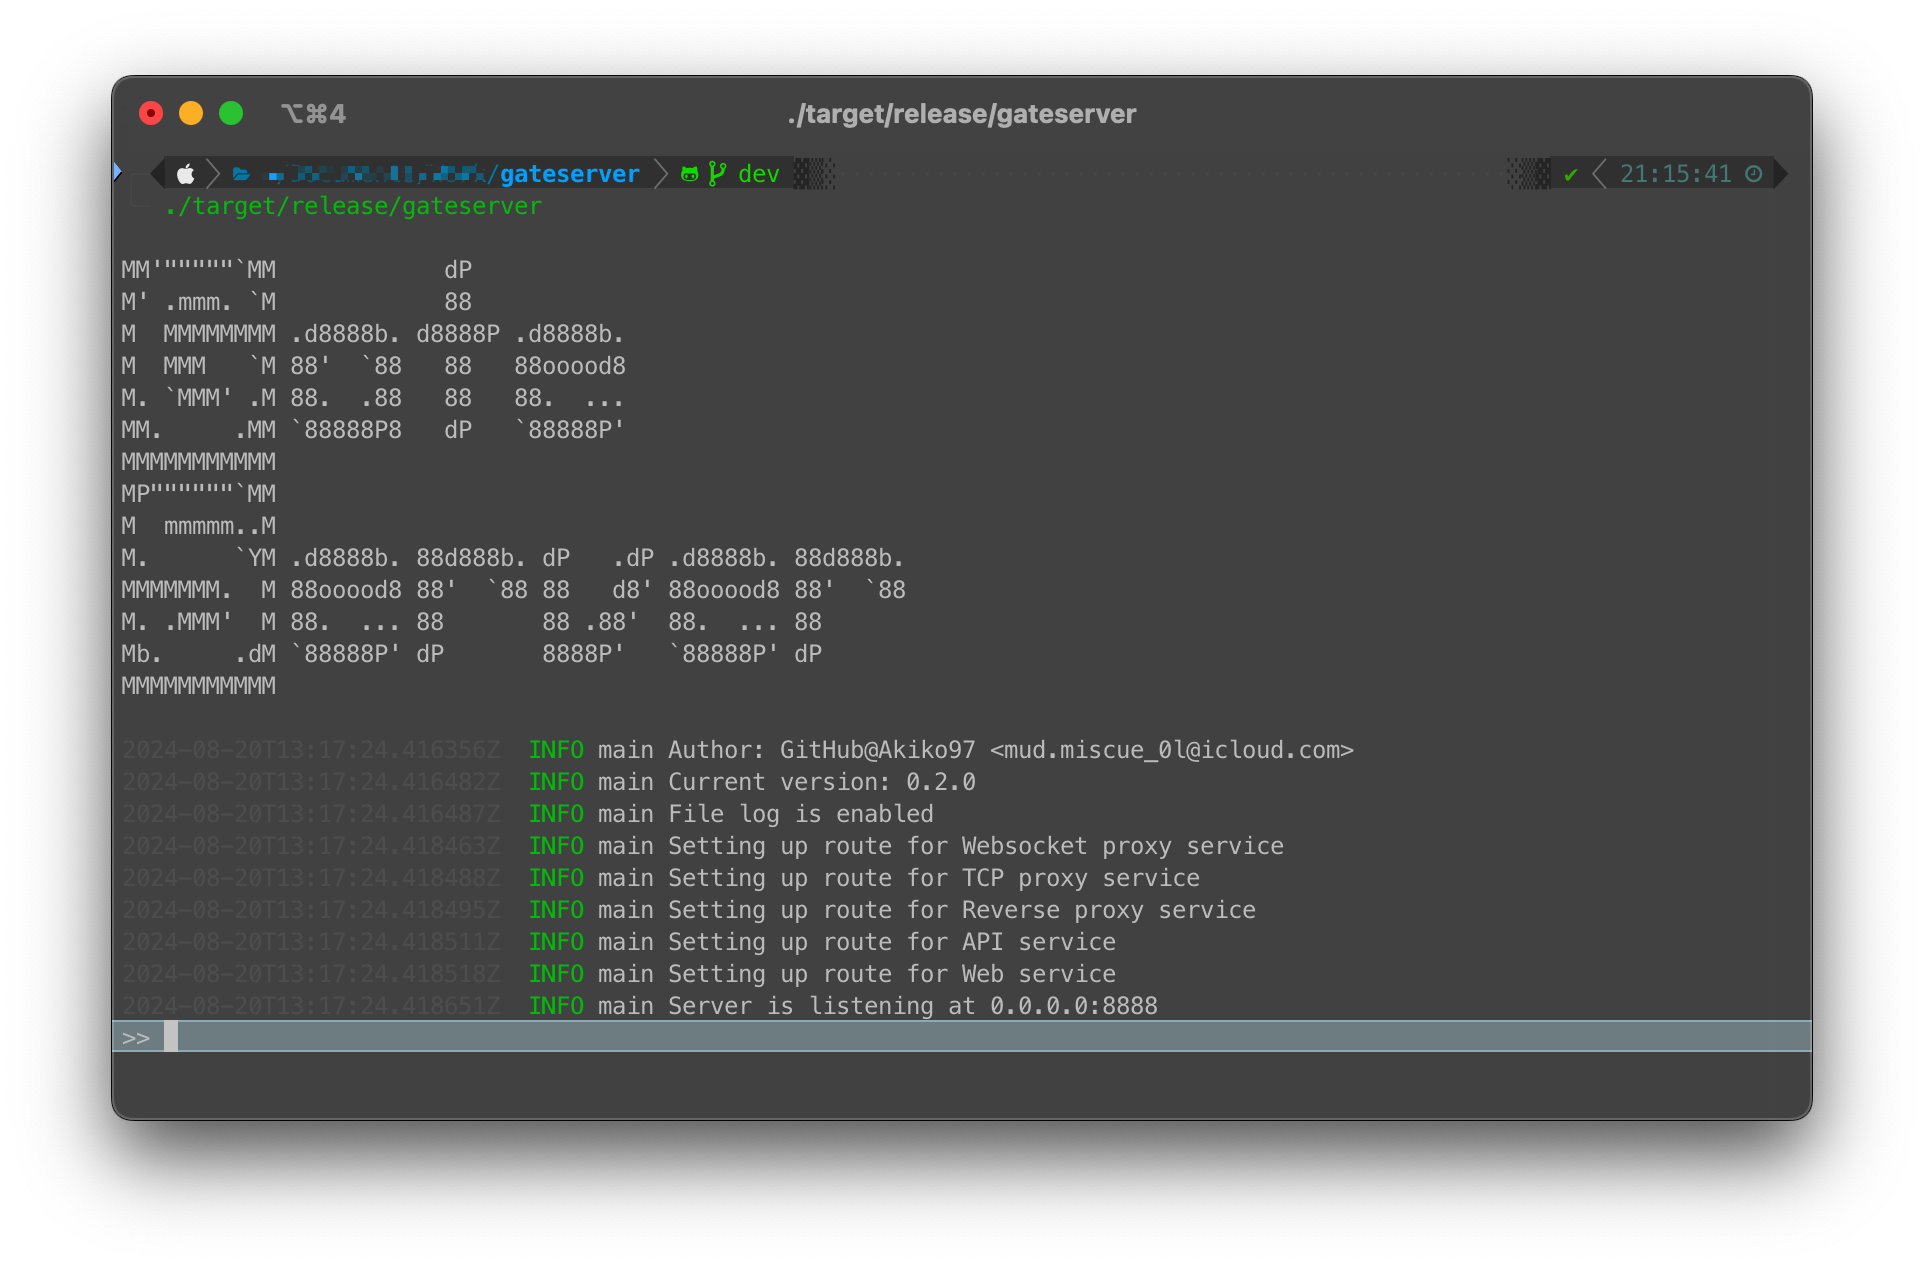 ⌥⌘4 ./target/release/gateserver
/gateserver dev ✔ 21:15:41
./target/release/gateserver
MM'"""""`MM            dP
M' .mmm. `M            88
M  MMMMMMMM .d8888b. d8888P .d8888b.
M  MMM   `M 88'  `88   88   88ooood8
M. `MMM' .M 88.  .88   88   88.  ...
MM.     .MM `88888P8   dP   `88888P'
MMMMMMMMMMM
MP""""""`MM
M  mmmmm..M
M.      `YM .d8888b. 88d888b. dP   .dP .d8888b. 88d888b.
MMMMMMM.  M 88ooood8 88'  `88 88   d8' 88ooood8 88'  `88
M. .MMM'  M 88.  ... 88       88 .88'  88.  ... 88
Mb.     .dM `88888P' dP       8888P'   `88888P' dP
MMMMMMMMMMM
2024-08-20T13:17:24.416356Z  INFO main Author: GitHub@Akiko97 <mud.miscue_0l@icloud.com>
2024-08-20T13:17:24.416482Z  INFO main Current version: 0.2.0
2024-08-20T13:17:24.416487Z  INFO main File log is enabled
2024-08-20T13:17:24.418463Z  INFO main Setting up route for Websocket proxy service
2024-08-20T13:17:24.418488Z  INFO main Setting up route for TCP proxy service
2024-08-20T13:17:24.418495Z  INFO main Setting up route for Reverse proxy service
2024-08-20T13:17:24.418511Z  INFO main Setting up route for API service
2024-08-20T13:17:24.418518Z  INFO main Setting up route for Web service
2024-08-20T13:17:24.418651Z  INFO main Server is listening at 0.0.0.0:8888
>>